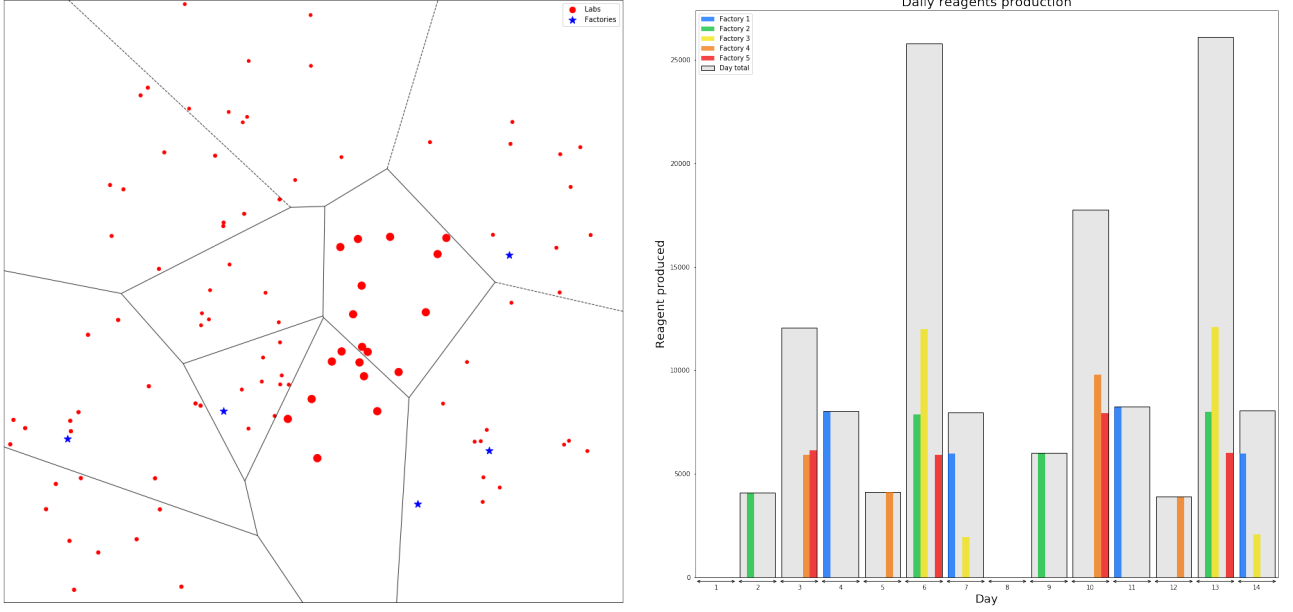 Labs
Factories
Daily reagents production
Factory 1
Factory 2
Factory 3
Factory 4
Factory 5
Day total
Reagent produced
25000
20000
15000
10000
5000
0
1 2 3 4 5 6 7 8 9 10 11 12 13 14
Day